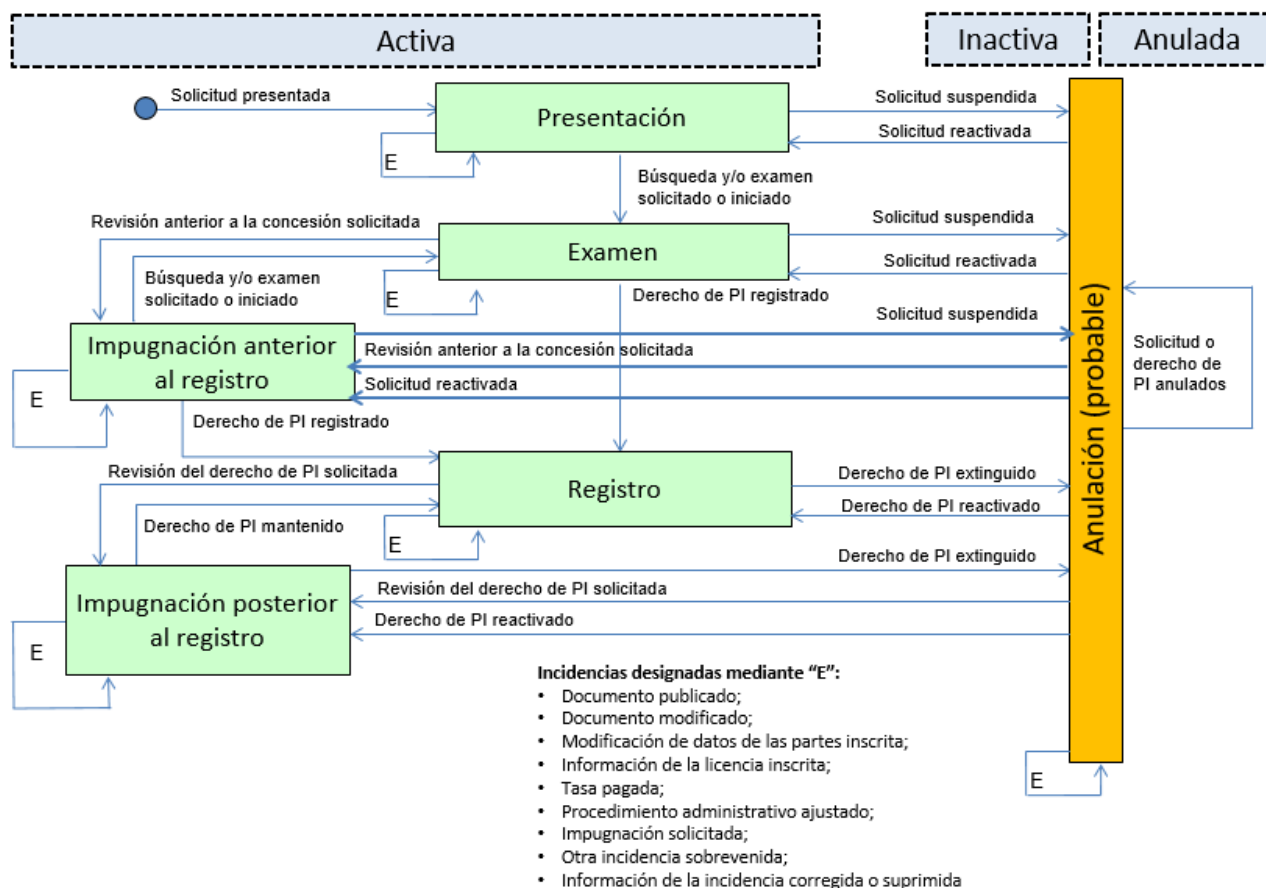 Activa
Inactiva
Anulada
Solicitud presentada
Presentación
Solicitud suspendida
Solicitud reactivada
E
Búsqueda y/o examen
solicitado o iniciado
Revisión anterior a la concesión solicitada
Examen
Solicitud suspendida
Solicitud reactivada
Búsqueda y/o examen
solicitado o iniciado
E
Derecho de PI registrado
Solicitud suspendida
Impugnación anterior
al registro
Revisión anterior a la concesión solicitada
Solicitud reactivada
E
Anulación (probable)
Solicitud o
derecho de
PI anulados
Derecho de PI registrado
Revisión del derecho de PI solicitada
Registro
Derecho de PI extinguido
Derecho de PI reactivado
Derecho de PI mantenido
E
Derecho de PI extinguido
Impugnación posterior
al registro
Revisión del derecho de PI solicitada
Derecho de PI reactivado
E
Incidencias designadas mediante “E”:
• Documento publicado;
• Documento modificado;
• Modificación de datos de las partes inscrita;
• Información de la licencia inscrita;
• Tasa pagada;
• Procedimiento administrativo ajustado;
• Impugnación solicitada;
• Otra incidencia sobrevenida;
• Información de la incidencia corregida o suprimida
E